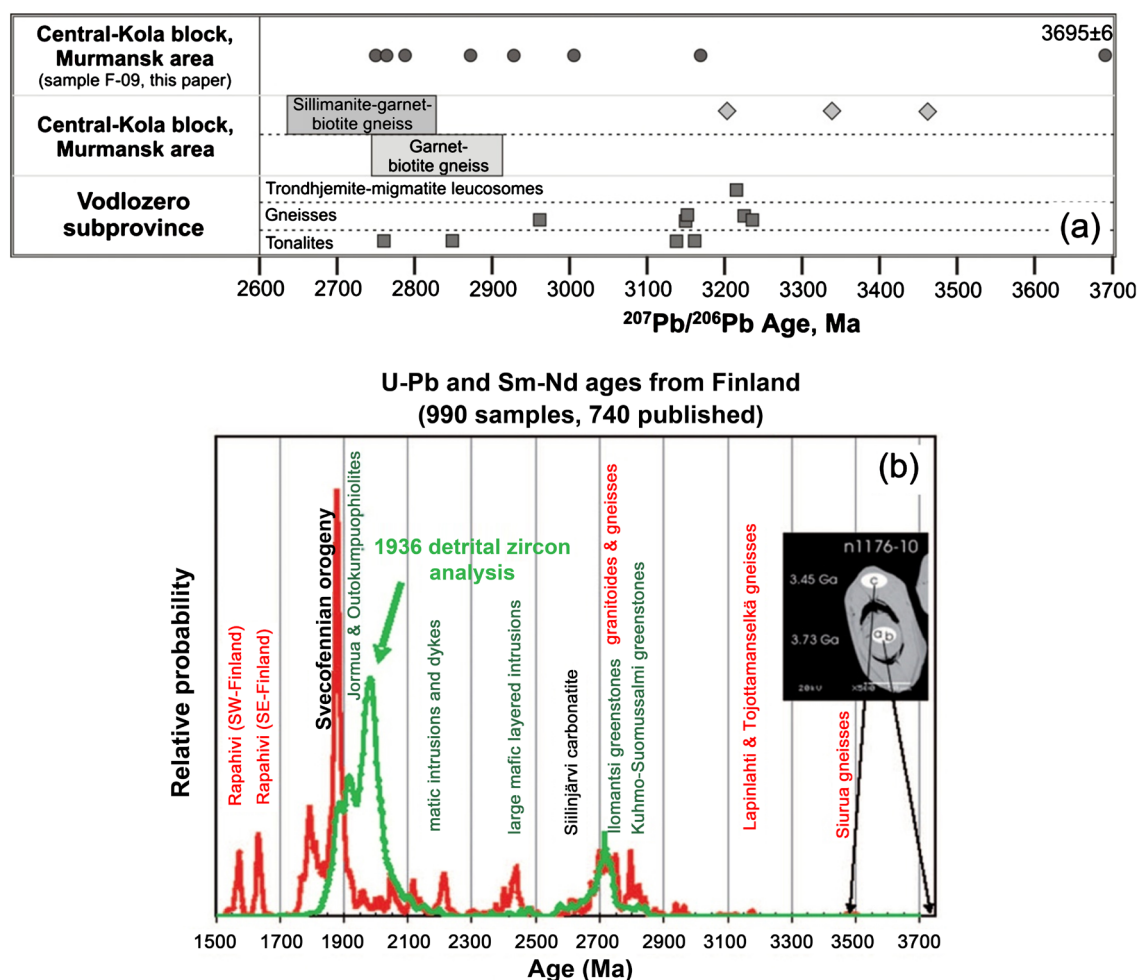 Central-Kola block,
Murmansk area
(sample F-09, this paper)
3695±6
Central-Kola block,
Murmansk area
Sillimanite-garnet-
biotite gneiss
Garnet-
biotite gneiss
Vodlozero
subprovince
Trondhjemite-migmatite leucosomes
Gneisses
Tonalites
(a)
2600 2700 2800 2900 3000 3100 3200 3300 3400 3500 3600 3700
²⁰⁷Pb/²⁰⁶Pb Age, Ma
U-Pb and Sm-Nd ages from Finland
(990 samples, 740 published)
(b)
Relative probability
Rapahivi (SW-Finland)
Rapahivi (SE-Finland)
Svecofennian orogeny
Jormua & Outokumpuophiolites
1936 detrital zircon
analysis
matic intrusions and dykes
large mafic layered intrusions
Siilinjärvi carbonatite
Ilomantsi greenstones
granitoides & gneisses
Kuhmo-Suomussalmi greenstones
Lapinlahti & Tojottamanselkä gneisses
Siurua gneisses
n1176-10
3.45 Ga
c
3.73 Ga
a b
20kU X500
1500 1700 1900 2100 2300 2500 2700 2900 3100 3300 3500 3700
Age (Ma)